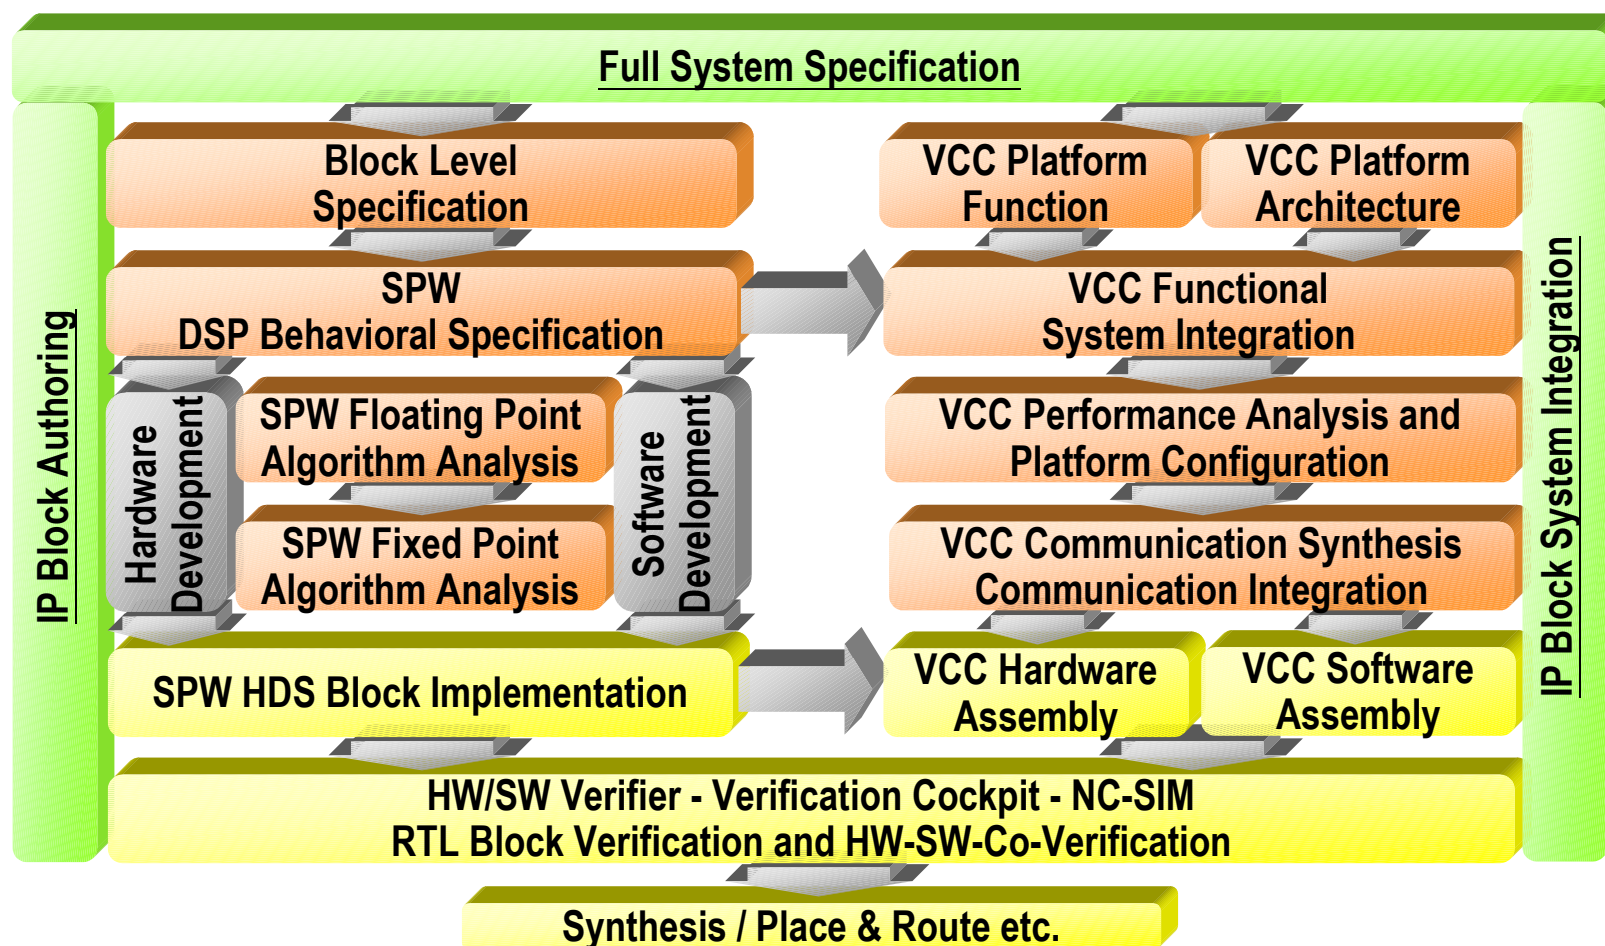 Full System Specification
IP Block Authoring
Block Level
Specification
SPW
DSP Behavioral Specification
Hardware
Development
SPW Floating Point
Algorithm Analysis
SPW Fixed Point
Algorithm Analysis
Software
Development
SPW HDS Block Implementation
VCC Platform
Function
VCC Platform
Architecture
VCC Functional
System Integration
VCC Performance Analysis and
Platform Configuration
VCC Communication Synthesis
Communication Integration
VCC Hardware
Assembly
VCC Software
Assembly
IP Block System Integration
HW/SW Verifier - Verification Cockpit - NC-SIM
RTL Block Verification and HW-SW-Co-Verification
Synthesis / Place & Route etc.